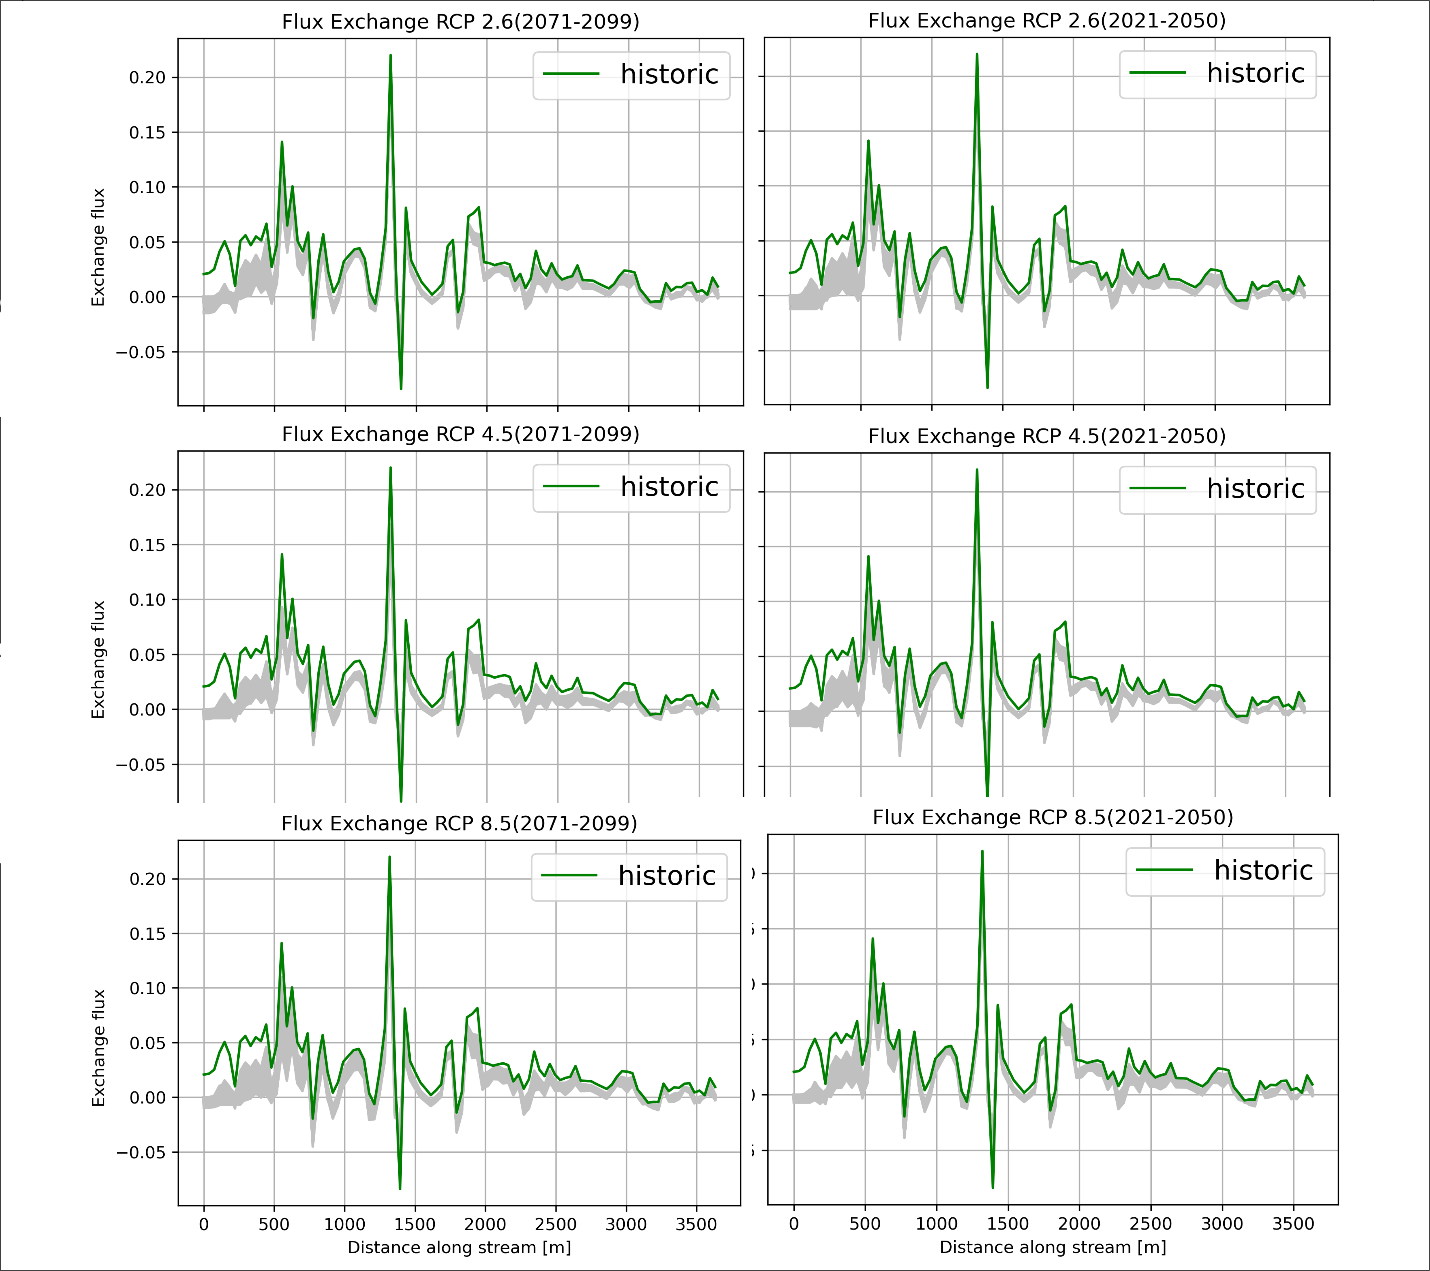 Flux Exchange RCP 2.6(2071-2099)
historic
0.20
0.15
0.10
0.05
0.00
−0.05
Exchange flux
Flux Exchange RCP 2.6(2021-2050)
historic
Flux Exchange RCP 4.5(2071-2099)
historic
0.20
0.15
0.10
0.05
0.00
−0.05
Exchange flux
Flux Exchange RCP 4.5(2021-2050)
historic
Flux Exchange RCP 8.5(2071-2099)
historic
0.20
0.15
0.10
0.05
0.00
−0.05
Exchange flux
0 500 1000 1500 2000 2500 3000 3500
Distance along stream [m]
Flux Exchange RCP 8.5(2021-2050)
historic
0 500 1000 1500 2000 2500 3000 3500
Distance along stream [m]